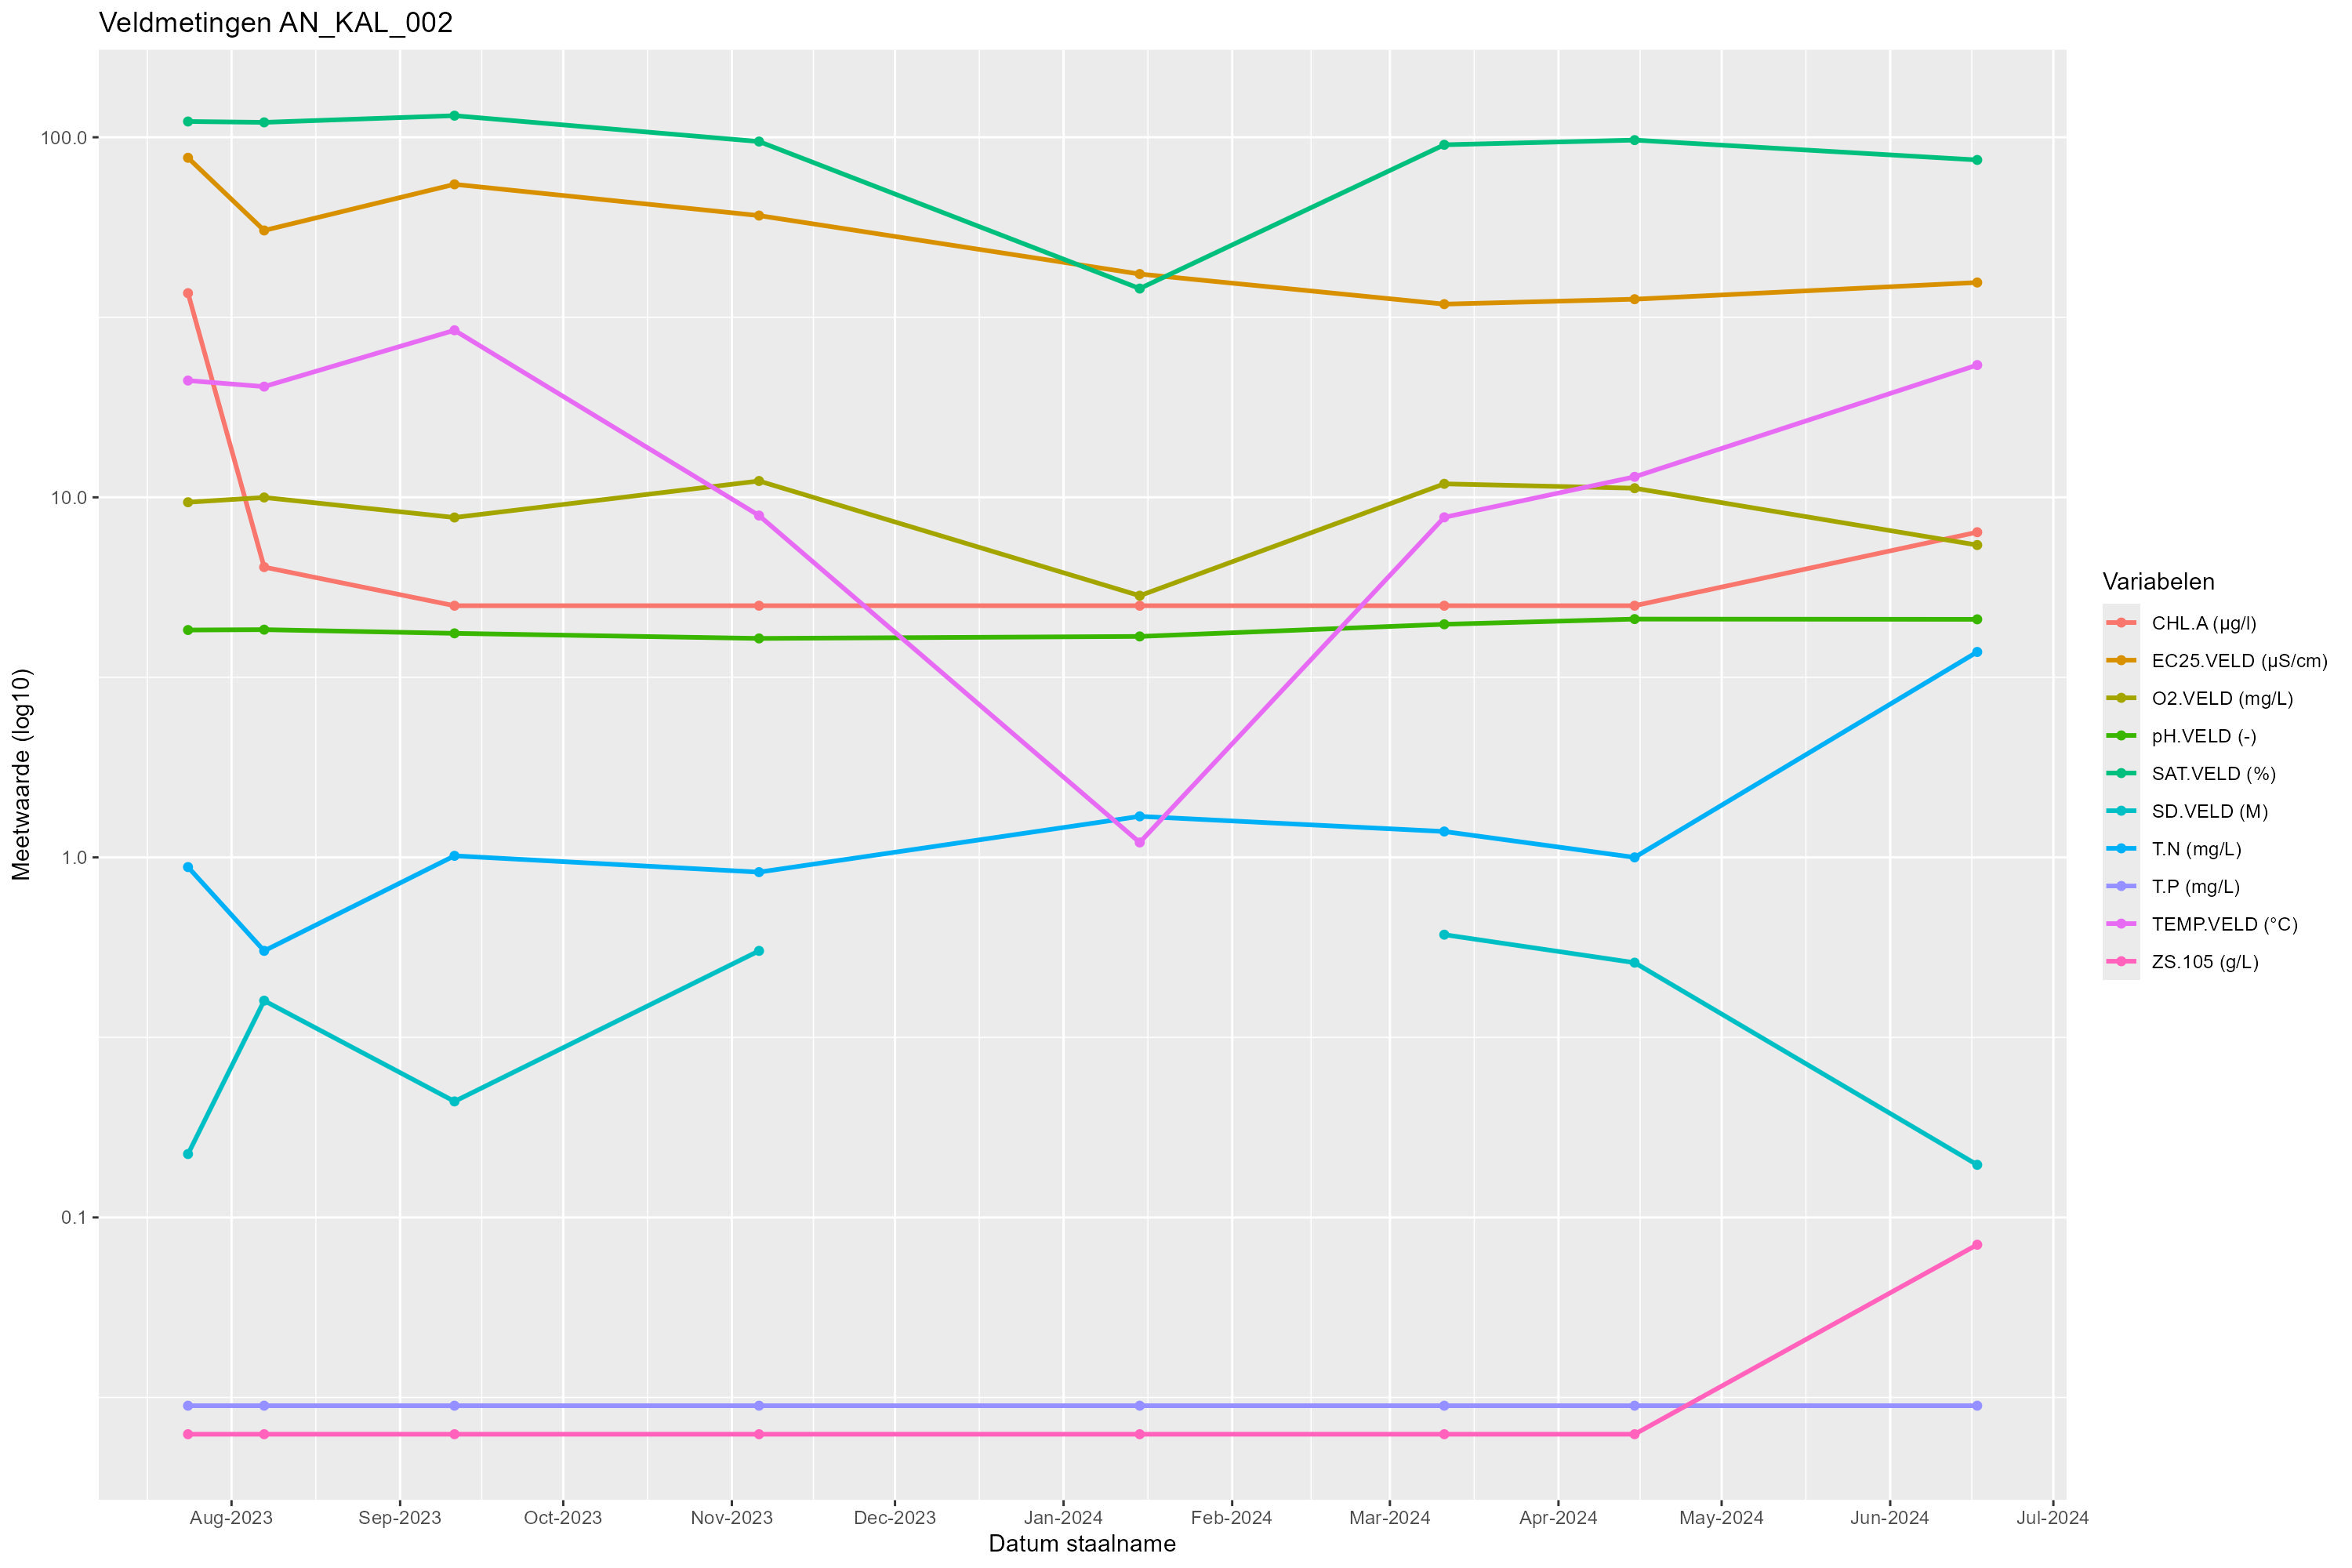 Veldmetingen AN_KAL_002
Meetwaarde (log10)
100.0
10.0
1.0
0.1
Aug-2023
Sep-2023
Oct-2023
Nov-2023
Dec-2023
Jan-2024
Feb-2024
Mar-2024
Apr-2024
May-2024
Jun-2024
Jul-2024
Datum staalname
Variabelen
CHL.A (µg/l)
EC25.VELD (µS/cm)
O2.VELD (mg/L)
pH.VELD (-)
SAT.VELD (%)
SD.VELD (M)
T.N (mg/L)
T.P (mg/L)
TEMP.VELD (°C)
ZS.105 (g/L)